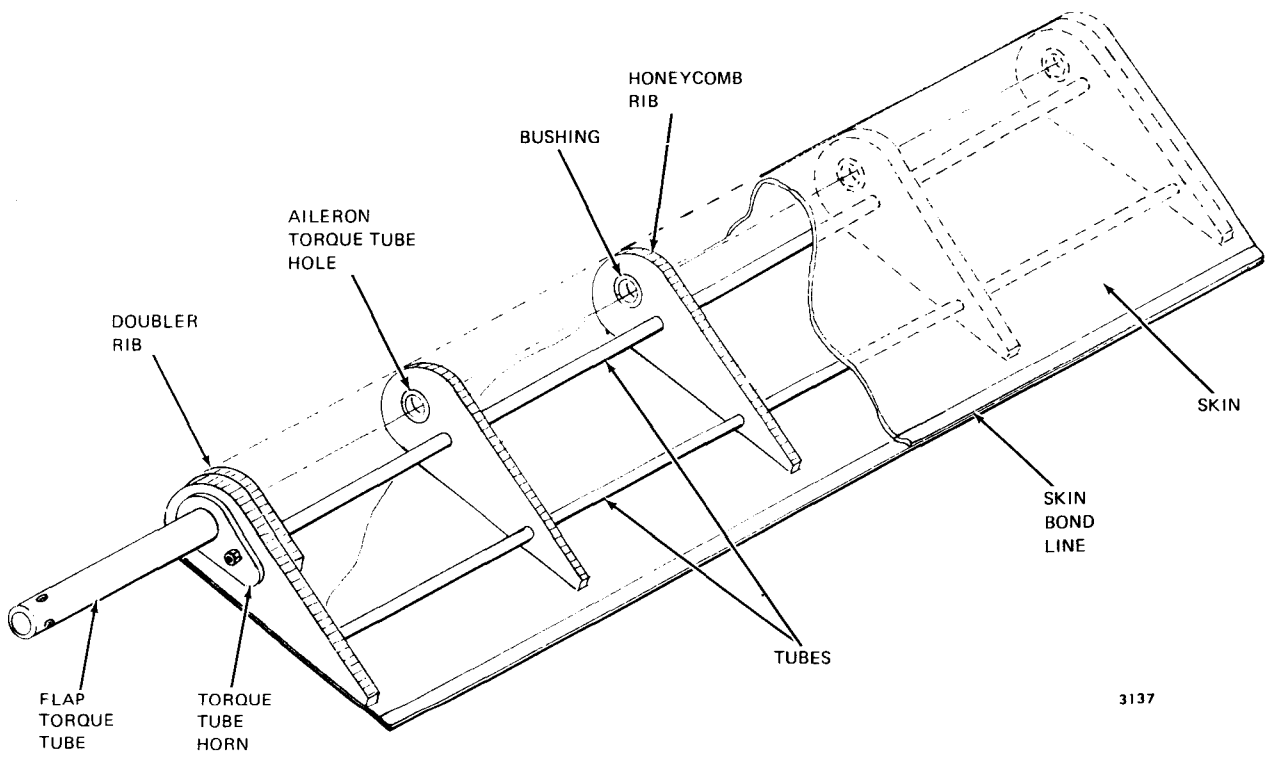 HONEYCOMB
RIB
BUSHING
AILERON
TORQUE TUBE
HOLE
DOUBLER
RIB
SKIN
SKIN
BOND
LINE
TUBES
FLAP
TORQUE
TUBE
TORQUE
TUBE
HORN
3137